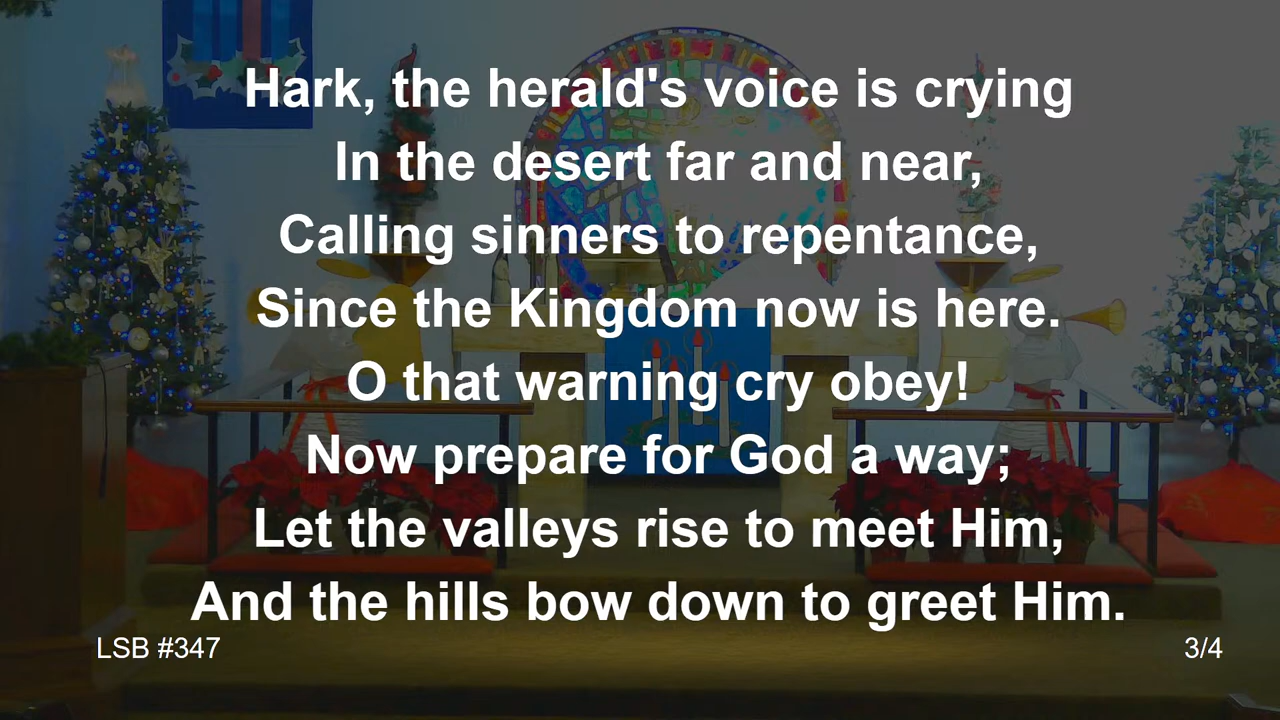 Hark, the herald's voice is crying
In the desert far and near,
Calling sinners to repentance,
Since the Kingdom now is here.
O that warning cry obey!
Now prepare for God a way;
Let the valleys rise to meet Him,
And the hills bow down to greet Him.
LSB #347
3/4